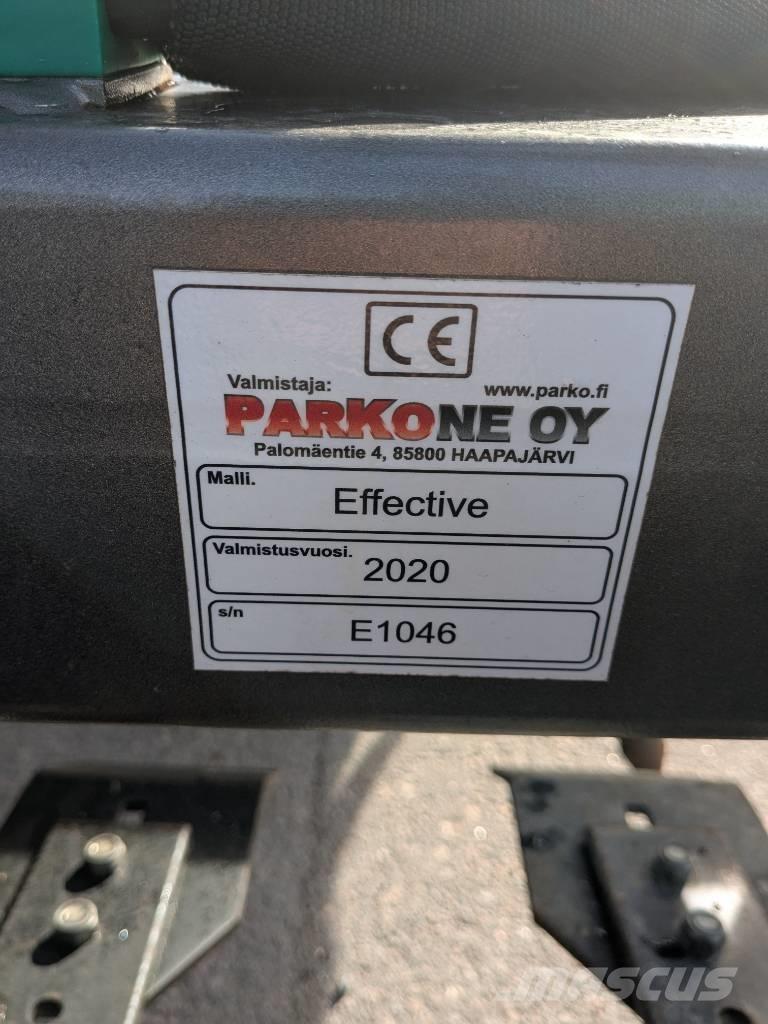 CE
Valmistaja: www.parko.fi
PARKONE OY
Palomäentie 4, 85800 HAAPAJÄRVI
Malli.
Effective
Valmistusvuosi.
2020
s/n
E1046
mascus